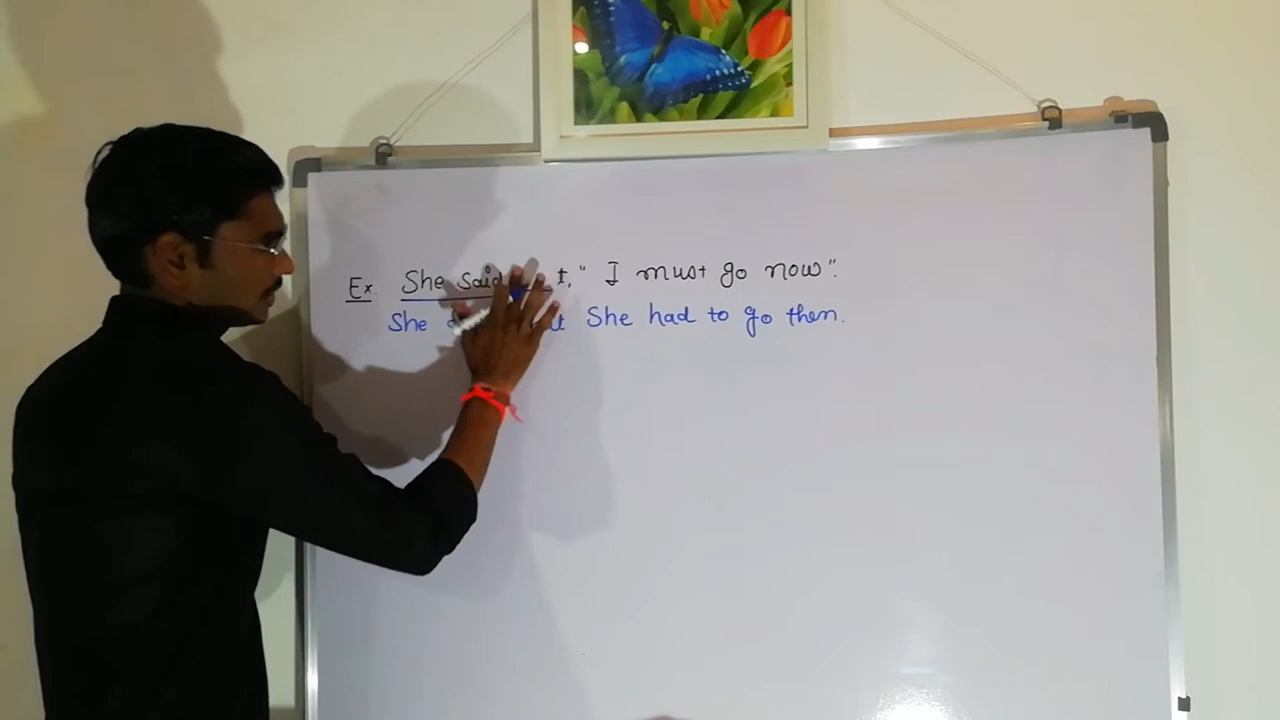 Ex She said t, " I must go now".
She She had to go then.